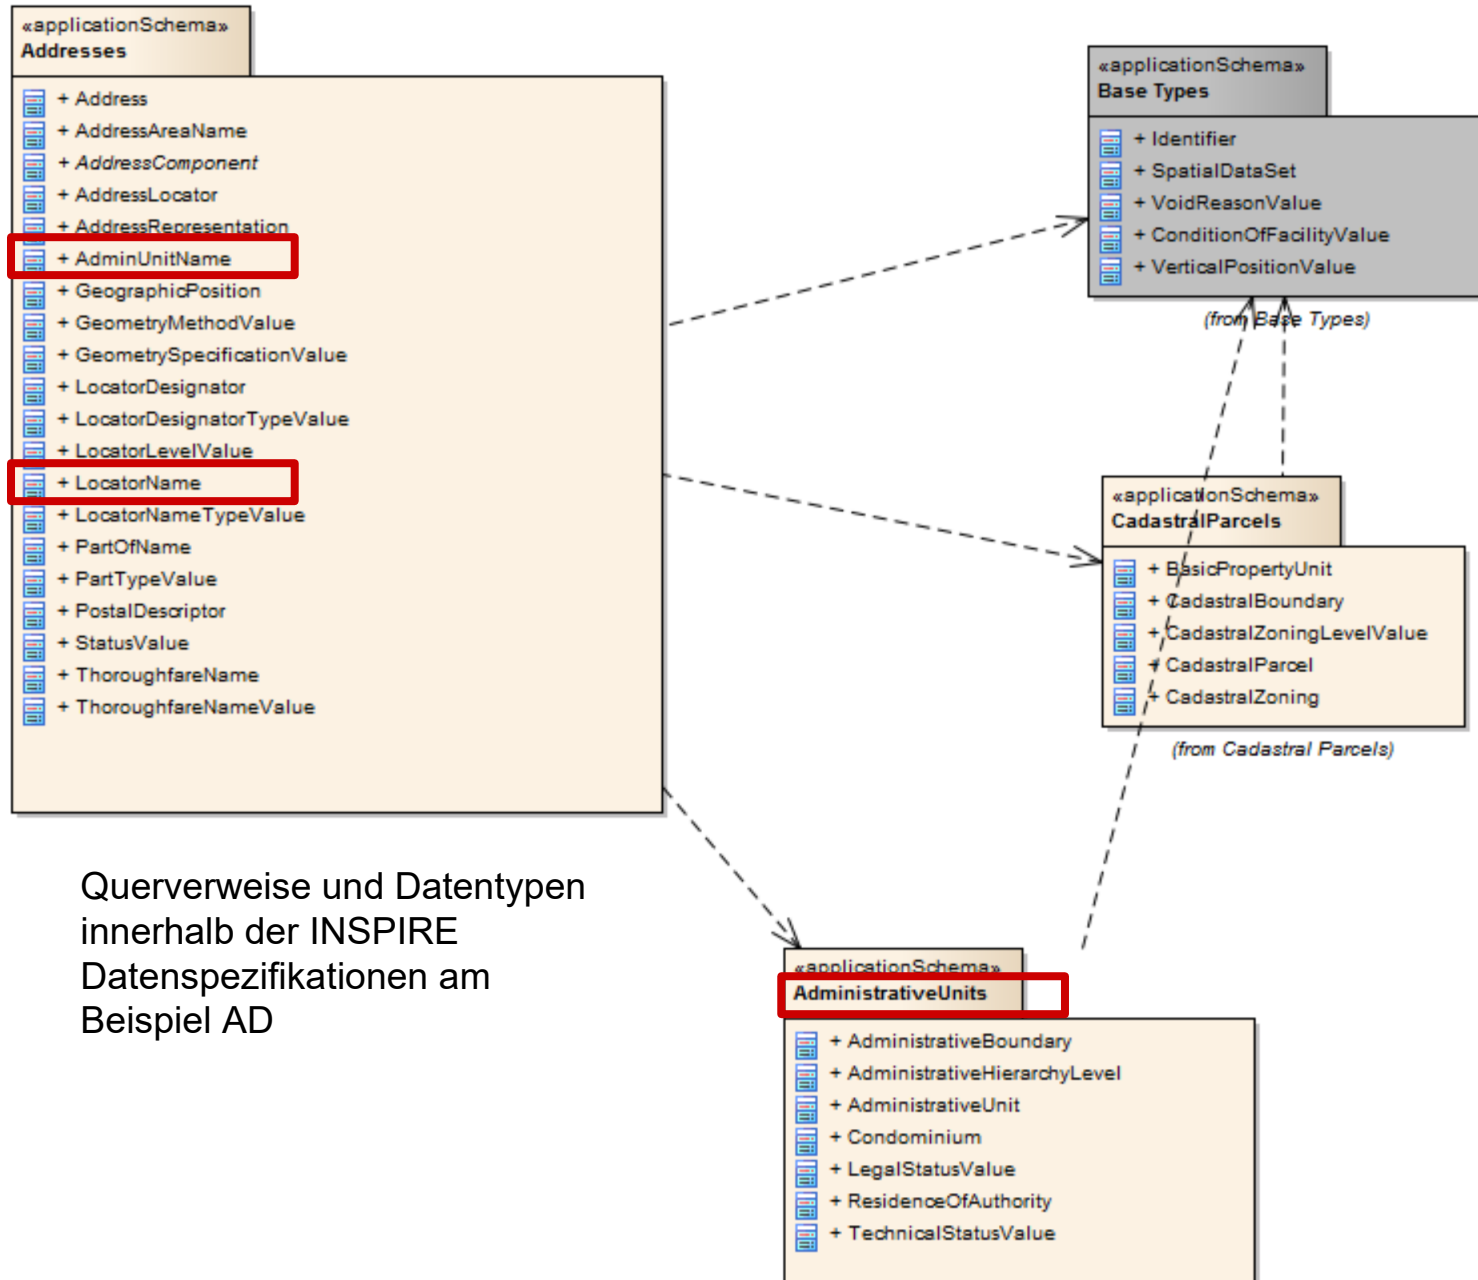 «applicationSchema»
Addresses
+ Address
+ AddressAreaName
+ AddressComponent
+ AddressLocator
+ AddressRepresentation
+ AdminUnitName
+ GeographicPosition
+ GeometryMethodValue
+ GeometrySpecificationValue
+ LocatorDesignator
+ LocatorDesignatorTypeValue
+ LocatorLevelValue
+ LocatorName
+ LocatorNameTypeValue
+ PartOfName
+ PartTypeValue
+ PostalDescriptor
+ StatusValue
+ ThoroughfareName
+ ThoroughfareNameValue
«applicationSchema»
Base Types
+ Identifier
+ SpatialDataSet
+ VoidReasonValue
+ ConditionOfFacilityValue
+ VerticalPositionValue
(from Base Types)
«applicationSchema»
CadastralParcels
+ BasicPropertyUnit
+ CadastralBoundary
+ CadastralZoningLevelValue
+ CadastralParcel
+ CadastralZoning
(from Cadastral Parcels)
Querverweise und Datentypen
innerhalb der INSPIRE
Datenspezifikationen am
Beispiel AD
«applicationSchema»
AdministrativeUnits
+ AdministrativeBoundary
+ AdministrativeHierarchyLevel
+ AdministrativeUnit
+ Condominium
+ LegalStatusValue
+ ResidenceOfAuthority
+ TechnicalStatusValue